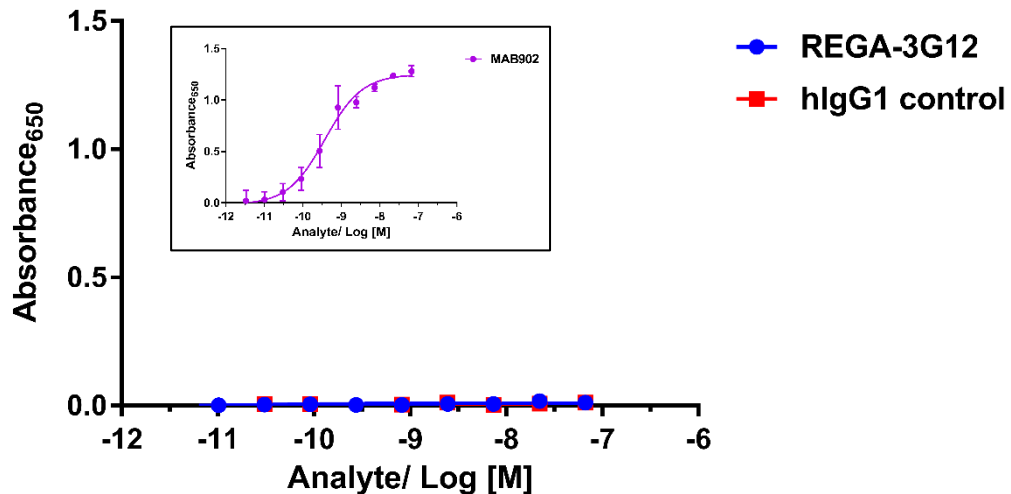 1.5
1.0
0.5
0.0
Absorbance650
-12 -11 -10 -9 -8 -7 -6
Analyte/ Log [M]
REGA-3G12
hIgG1 control
1.5
1.0
0.5
0.0
Absorbance650
-12 -11 -10 -9 -8 -7 -6
Analyte/ Log [M]
MAB902